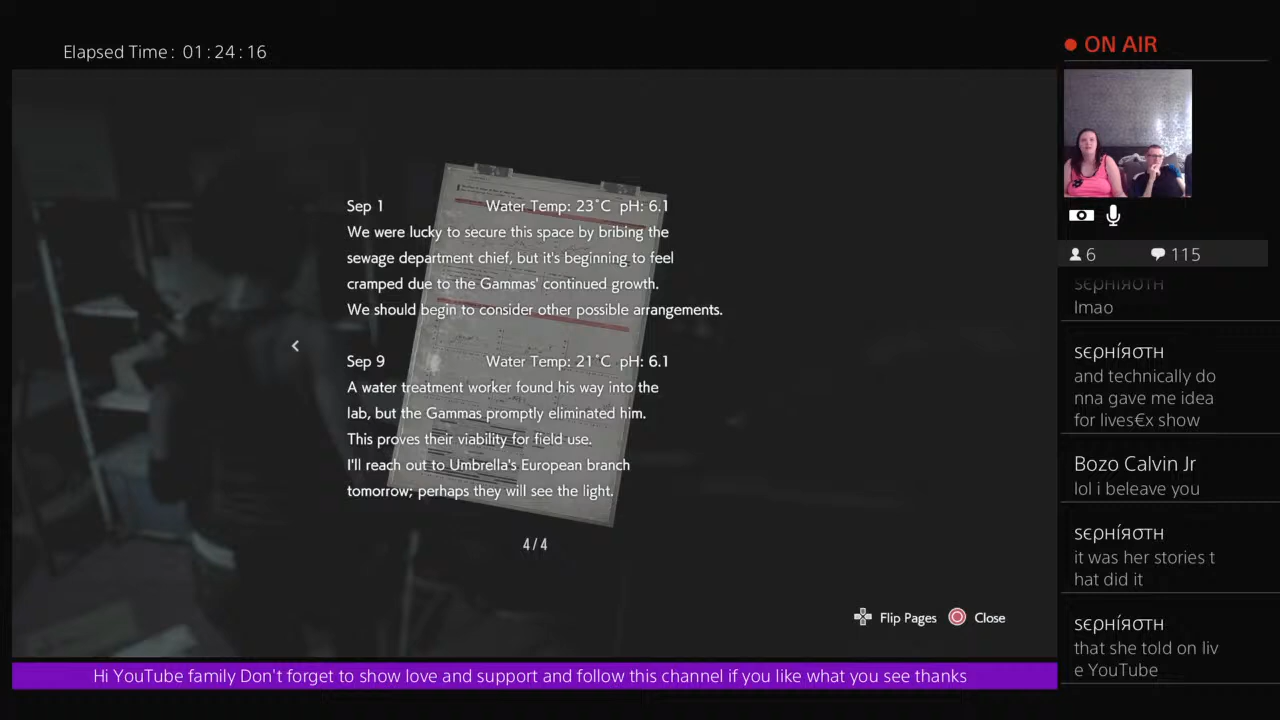 Elapsed Time: 01:24:16
ON AIR
6
115
Sep 1 Water Temp: 23°C pH: 6.1
We were lucky to secure this space by bribing the
sewage department chief, but it's beginning to feel
cramped due to the Gammas' continued growth.
We should begin to consider other possible arrangements.
Sep 9 Water Temp: 21°C pH: 6.1
A water treatment worker found his way into the
lab, but the Gammas promptly eliminated him.
This proves their viability for field use.
I'll reach out to Umbrella's European branch
tomorrow; perhaps they will see the light.
4/4
Flip Pages
Close
Hi YouTube family Don't forget to show love and support and follow this channel if you like what you see thanks
sєρнíяσтн
lmao
sєρнíяσтн
and technically do
nna gave me idea
for lives€x show
Bozo Calvin Jr
lol i beleave you
sєρнíяσтн
it was her stories t
hat did it
sєρнíяσтн
that she told on liv
e YouTube